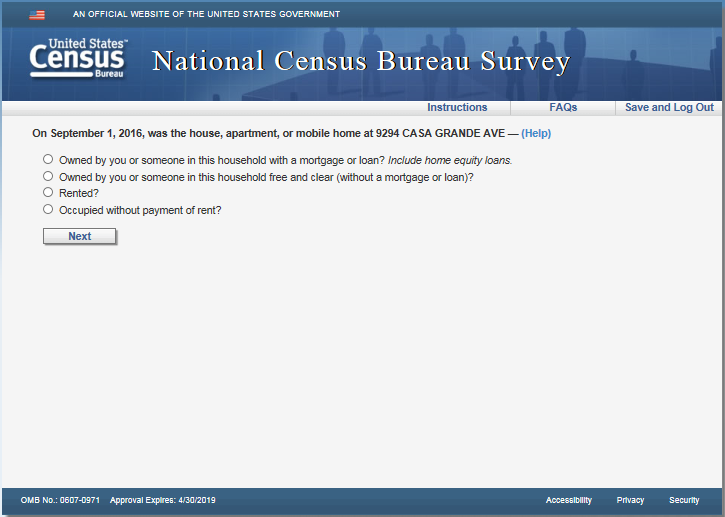 AN OFFICIAL WEBSITE OF THE UNITED STATES GOVERNMENT
United States™
Census
Bureau
National Census Bureau Survey
Instructions FAQs Save and Log Out
On September 1, 2016, was the house, apartment, or mobile home at 9294 CASA GRANDE AVE — (Help)
Owned by you or someone in this household with a mortgage or loan? Include home equity loans.
Owned by you or someone in this household free and clear (without a mortgage or loan)?
Rented?
Occupied without payment of rent?
Next
OMB No.: 0607-0971 Approval Expires: 4/30/2019 Accessibility Privacy Security